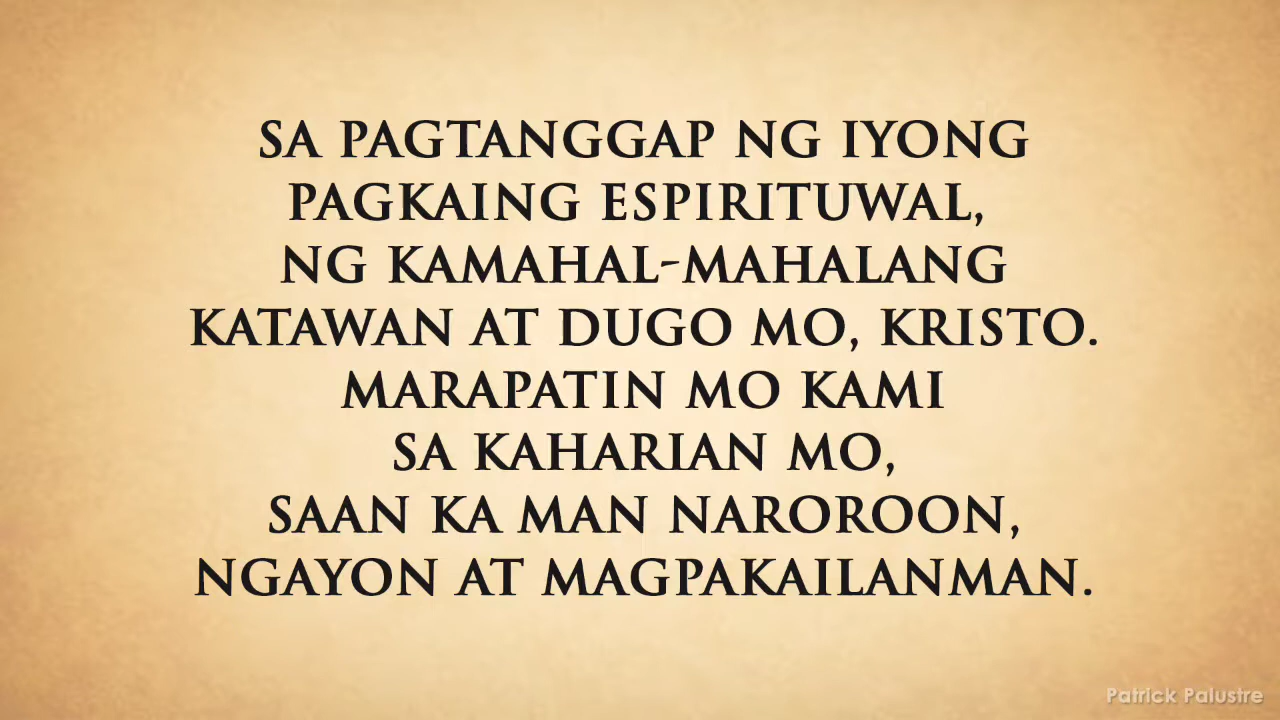 SA PAGTANGGAP NG IYONG
PAGKAING ESPIRITUWAL,
NG KAMAHAL-MAHALANG
KATAWAN AT DUGO MO, KRISTO.
MARAPATIN MO KAMI
SA KAHARIAN MO,
SAAN KA MAN NAROROON,
NGAYON AT MAGPAKAILANMAN.
Patrick Palustre